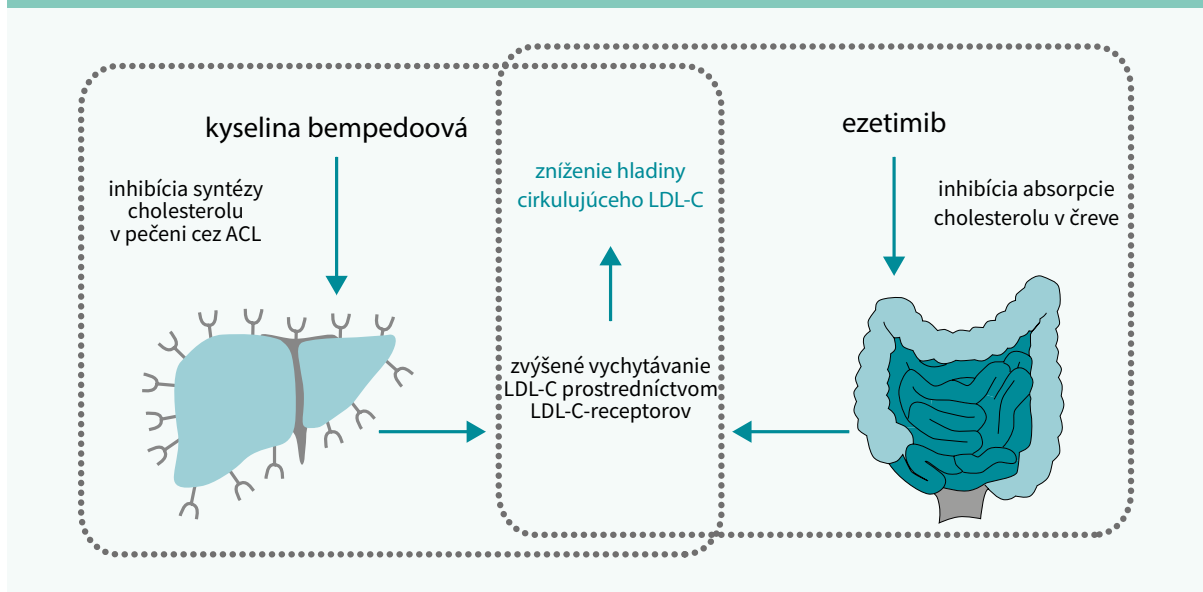 kyselina bempedoová
inhibícia syntézy
cholesterolu
v pečeni cez ACL
zníženie hladiny
cirkulujúceho LDL-C
zvýšené vychytávanie
LDL-C prostredníctvom
LDL-C-receptorov
ezetimib
inhibícia absorpcie
cholesterolu v čreve